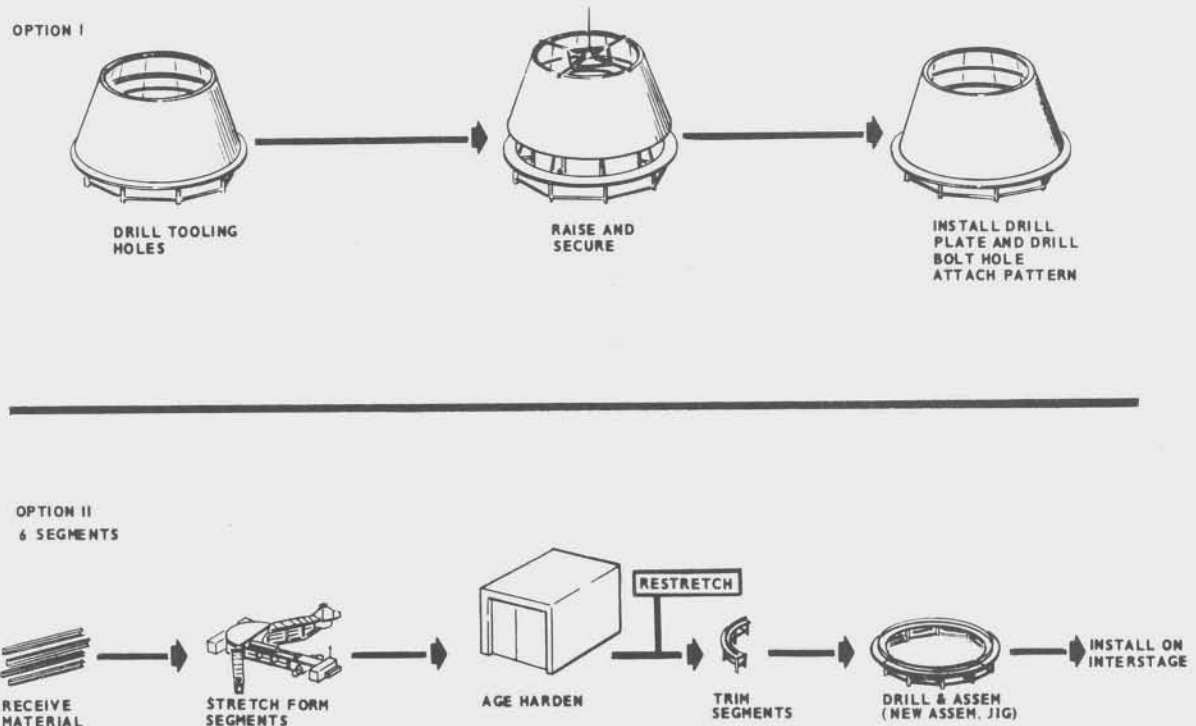 OPTION I
DRILL TOOLING
HOLES
RAISE AND
SECURE
INSTALL DRILL
PLATE AND DRILL
BOLT HOLE
ATTACH PATTERN
OPTION II
6 SEGMENTS
RECEIVE
MATERIAL
STRETCH FORM
SEGMENTS
AGE HARDEN
RESTRETCH
TRIM
SEGMENTS
DRILL & ASSEM
(NEW ASSEM. JIG)
INSTALL ON
INTERSTAGE